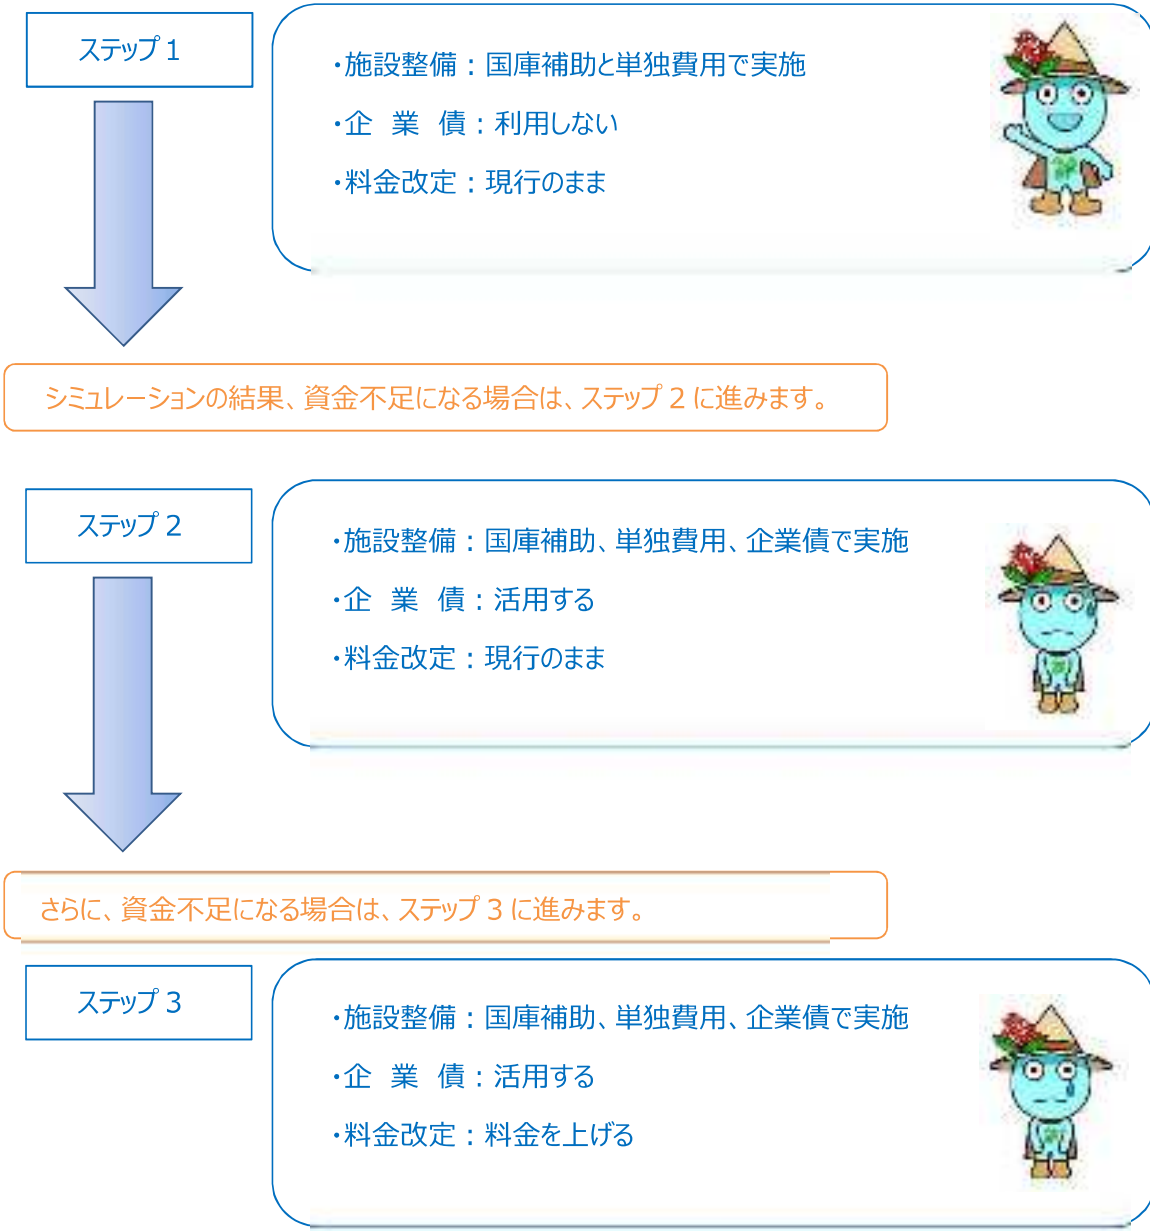 ステップ1
・施設整備：国庫補助と単独費用で実施
・企　業　債：利用しない
・料金改定：現行のまま
シミュレーションの結果、資金不足になる場合は、ステップ 2 に進みます。
ステップ 2
・施設整備：国庫補助、単独費用、企業債で実施
・企　業　債：活用する
・料金改定：現行のまま
さらに、資金不足になる場合は、ステップ 3 に進みます。
ステップ 3
・施設整備：国庫補助、単独費用、企業債で実施
・企　業　債：活用する
・料金改定：料金を上げる